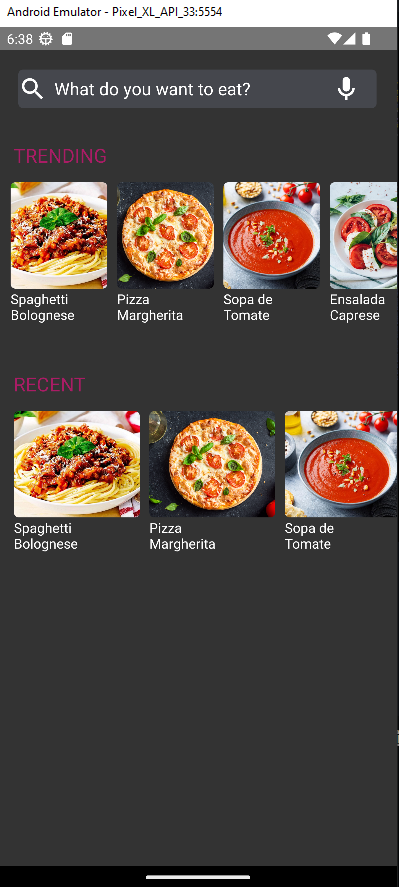 Android Emulator - Pixel_XL_API_33:5554
6:38
What do you want to eat?
TRENDING
Spaghetti
Bolognese
Pizza
Margherita
Sopa de
Tomate
Ensalada
Caprese
RECENT
Spaghetti
Bolognese
Pizza
Margherita
Sopa de
Tomate